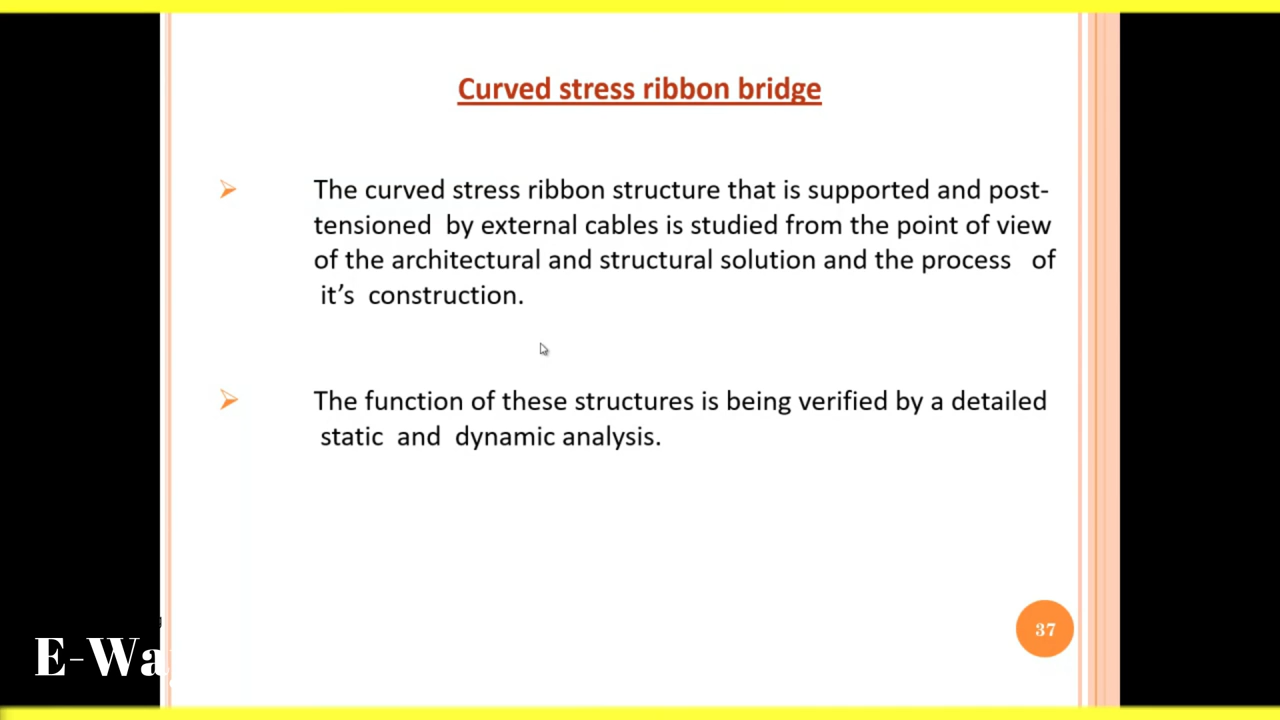 Curved stress ribbon bridge
The curved stress ribbon structure that is supported and post-
tensioned by external cables is studied from the point of view
of the architectural and structural solution and the process of
it’s construction.
The function of these structures is being verified by a detailed
static and dynamic analysis.
37